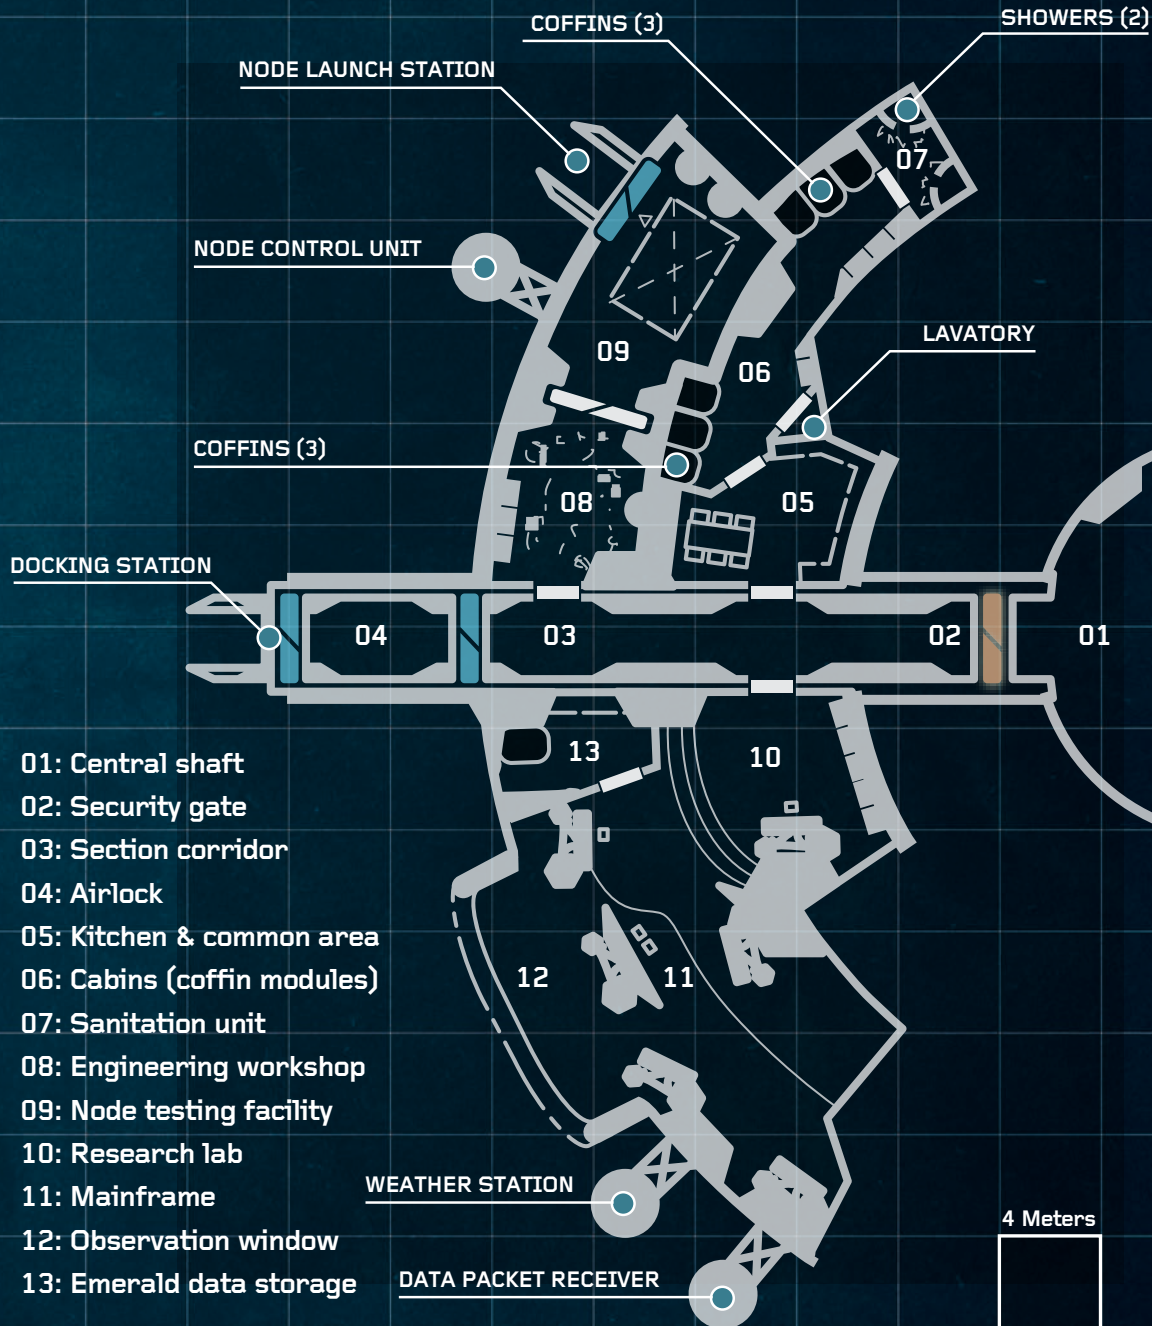 COFFINS (3)
SHOWERS (2)
NODE LAUNCH STATION
07
NODE CONTROL UNIT
LAVATORY
09
06
COFFINS (3)
08
05
DOCKING STATION
04
03
02
01
13
10
01: Central shaft
02: Security gate
03: Section corridor
04: Airlock
05: Kitchen & common area
06: Cabins (coffin modules)
07: Sanitation unit
08: Engineering workshop
09: Node testing facility
10: Research lab
11: Mainframe
12: Observation window
13: Emerald data storage
12
11
WEATHER STATION
4 Meters
DATA PACKET RECEIVER